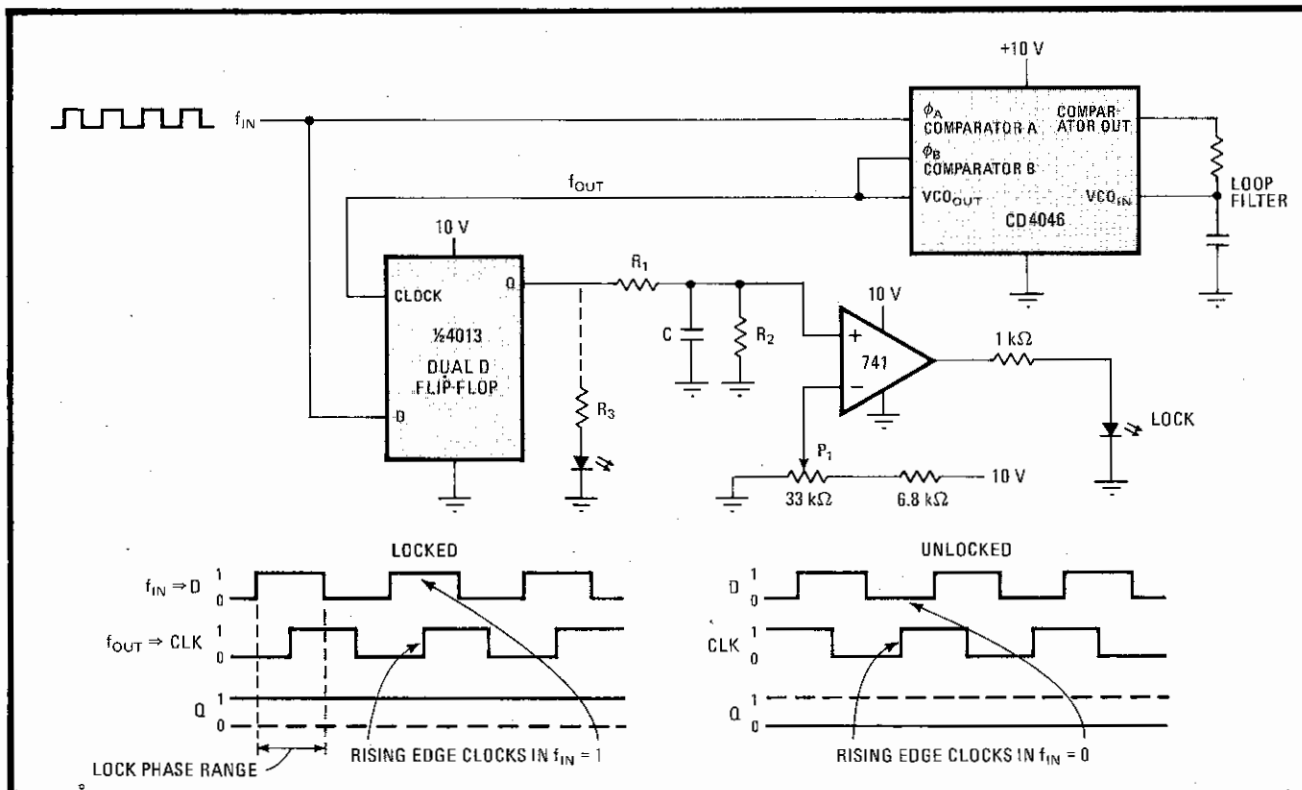 +10 V
f_IN
ϕ_A
COMPARATOR A
COMPAR-
ATOR OUT
ϕ_B
COMPARATOR B
f_OUT
VCO_OUT
VCO_IN
LOOP
FILTER
CD4046
10 V
CLOCK
Q
R_1
½4013
DUAL D
FLIP-FLOP
D
C
R_2
R_3
10 V
+
741
−
1 kΩ
LOCK
P_1
33 kΩ
6.8 kΩ
10 V
LOCKED
f_IN ⇒ D
1
0
f_OUT ⇒ CLK
1
0
Q
1
0
LOCK PHASE RANGE
RISING EDGE CLOCKS IN f_IN = 1
UNLOCKED
D
1
0
CLK
1
0
Q
1
0
RISING EDGE CLOCKS IN f_IN = 0